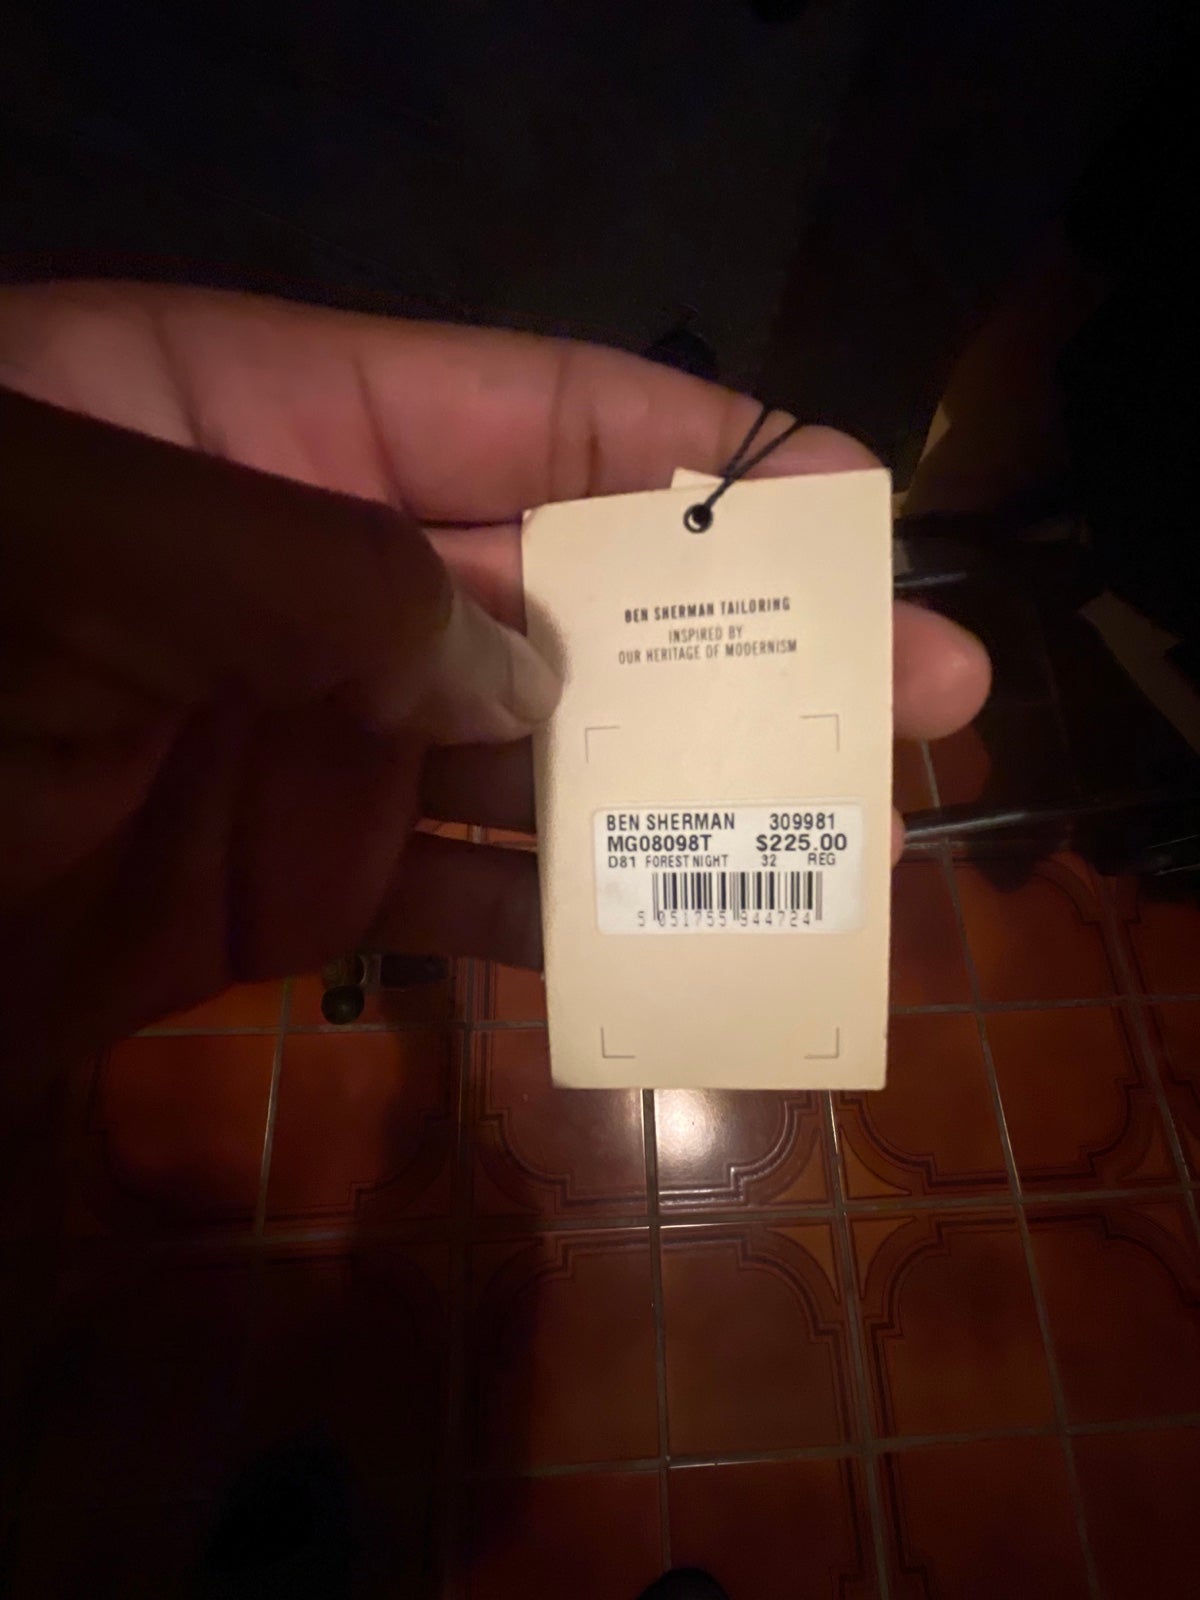 BEN SHERMAN TAILORING
INSPIRED BY
OUR HERITAGE OF MODERNISM
BEN SHERMAN 309981
MG08098T $225.00
D81 FOREST NIGHT 32 REG
5 051755 944724